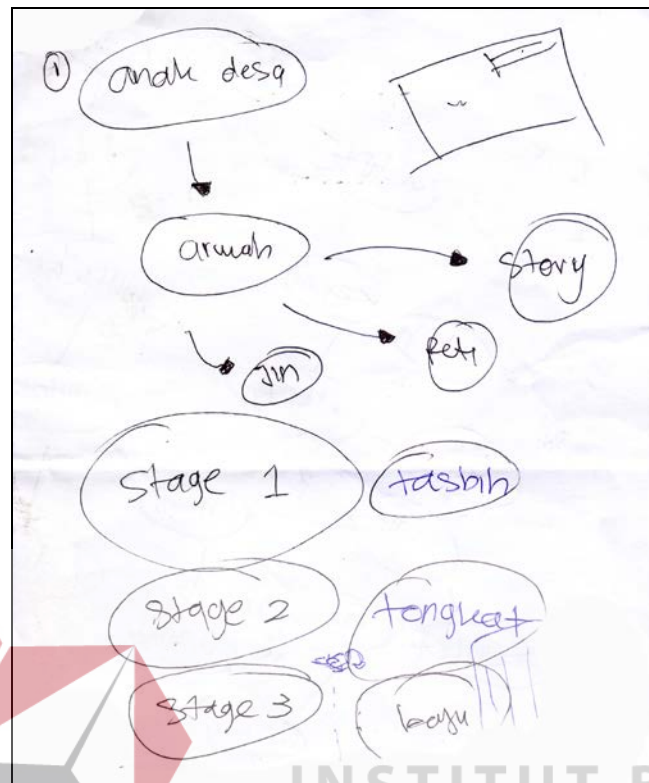 ① anak desa
arwah
story
Peti
Jin
stage 1 tasbih
stage 2 tongkat
stage 3 baju
INSTITUT